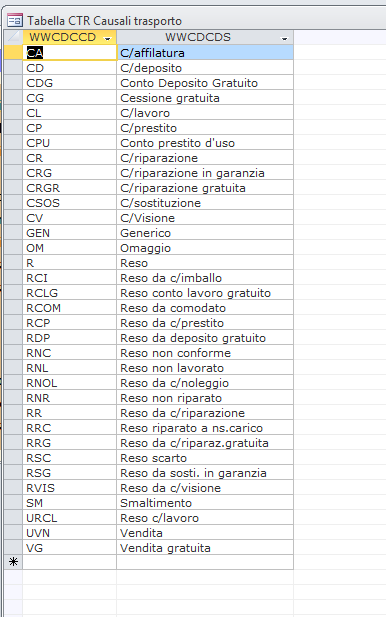 Tabella CTR Causali trasporto
WWCDCCD WWCDCDS
CA C/affilatura
CD C/deposito
CDG Conto Deposito Gratuito
CG Cessione gratuita
CL C/lavoro
CP C/prestito
CPU Conto prestito d'uso
CR C/riparazione
CRG C/riparazione in garanzia
CRGR C/riparazione gratuita
CSOS C/sostituzione
CV C/Visione
GEN Generico
OM Omaggio
R Reso
RCI Reso da c/imballo
RCLG Reso conto lavoro gratuito
RCOM Reso da comodato
RCP Reso da c/prestito
RDP Reso da deposito gratuito
RNC Reso non conforme
RNL Reso non lavorato
RNOL Reso da c/noleggio
RNR Reso non riparato
RR Reso da c/riparazione
RRC Reso riparato a ns.carico
RRG Reso da c/riparaz.gratuita
RSC Reso scarto
RSG Reso da sosti. in garanzia
RVIS Reso da c/visione
SM Smaltimento
URCL Reso c/lavoro
UVN Vendita
VG Vendita gratuita